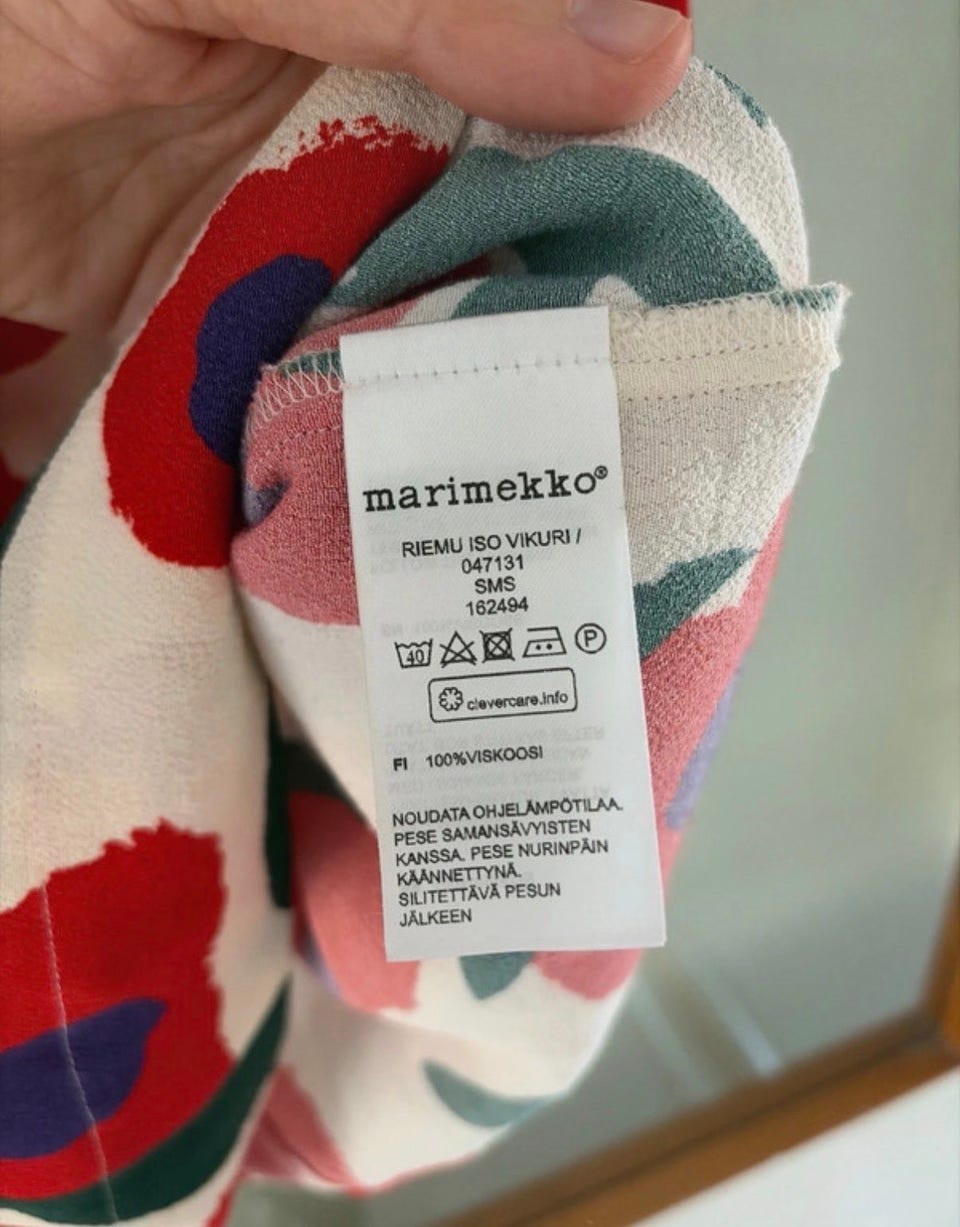 marimekko®
RIEMU ISO VIKURI /
047131
SMS
162494
40 P
clevercare.info
FI 100%VISKOOSI
NOUDATA OHJELÄMPÖTILAA.
PESE SAMANSÄVYISTEN
KANSSA. PESE NURINPÄIN
KÄÄNNETTYNÄ.
SILITETTÄVÄ PESUN
JÄLKEEN